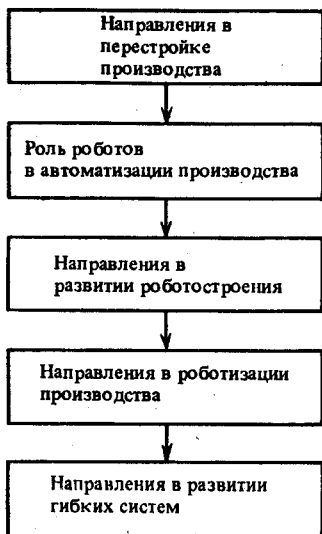 Направления в
перестройке
производства
Роль роботов
в автоматизации производства
Направления в
развитии роботостроения
Направления в роботизации
производства
Направления в развитии
гибких систем